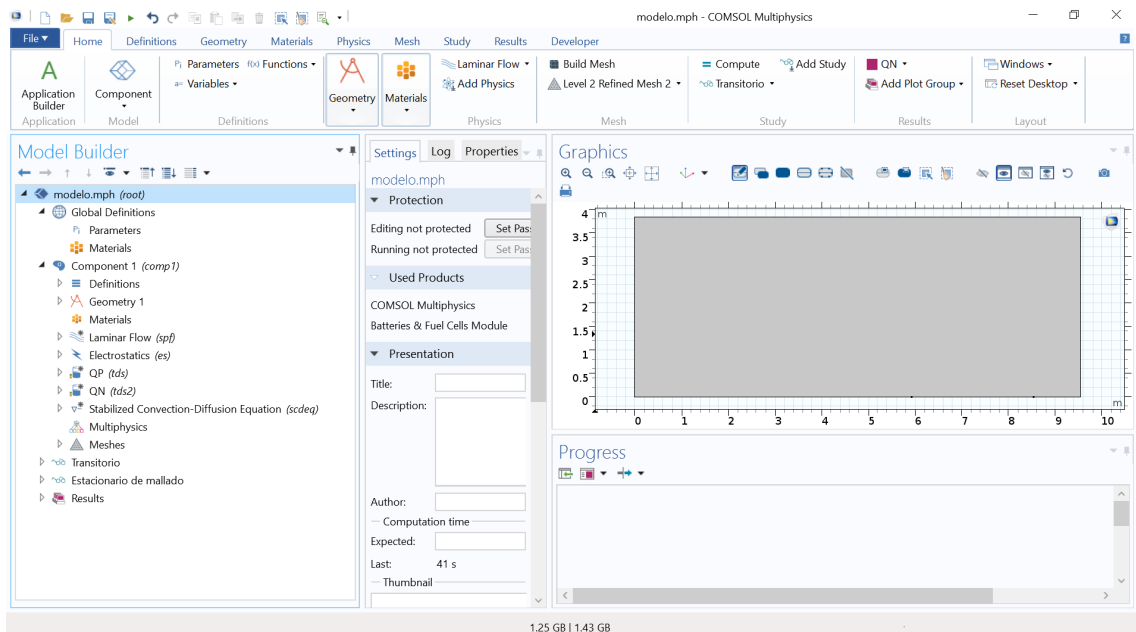 modelo.mph - COMSOL Multiphysics
File Home Definitions Geometry Materials Physics Mesh Study Results Developer
Application Builder
Application
Component
Model
Pi Parameters f(x) Functions
a= Variables
Definitions
Geometry
Materials
Laminar Flow
Add Physics
Physics
Build Mesh
Level 2 Refined Mesh 2
Mesh
= Compute Add Study
Transitorio
Study
QN
Add Plot Group
Results
Windows
Reset Desktop
Layout
Model Builder
modelo.mph (root)
Global Definitions
Pi Parameters
Materials
Component 1 (comp1)
Definitions
Geometry 1
Materials
Laminar Flow (spf)
Electrostatics (es)
QP (tds)
QN (tds2)
Stabilized Convection-Diffusion Equation (scdeq)
Multiphysics
Meshes
Transitorio
Estacionario de mallado
Results
Settings Log Properties
modelo.mph
Protection
Editing not protected Set Pas
Running not protected Set Pas
Used Products
COMSOL Multiphysics
Batteries & Fuel Cells Module
Presentation
Title:
Description:
Author:
Computation time
Expected:
Last: 41 s
Thumbnail
Graphics
m
4
3.5
3
2.5
2
1.5
1
0.5
0
m
0 1 2 3 4 5 6 7 8 9 10
Progress
1.25 GB | 1.43 GB